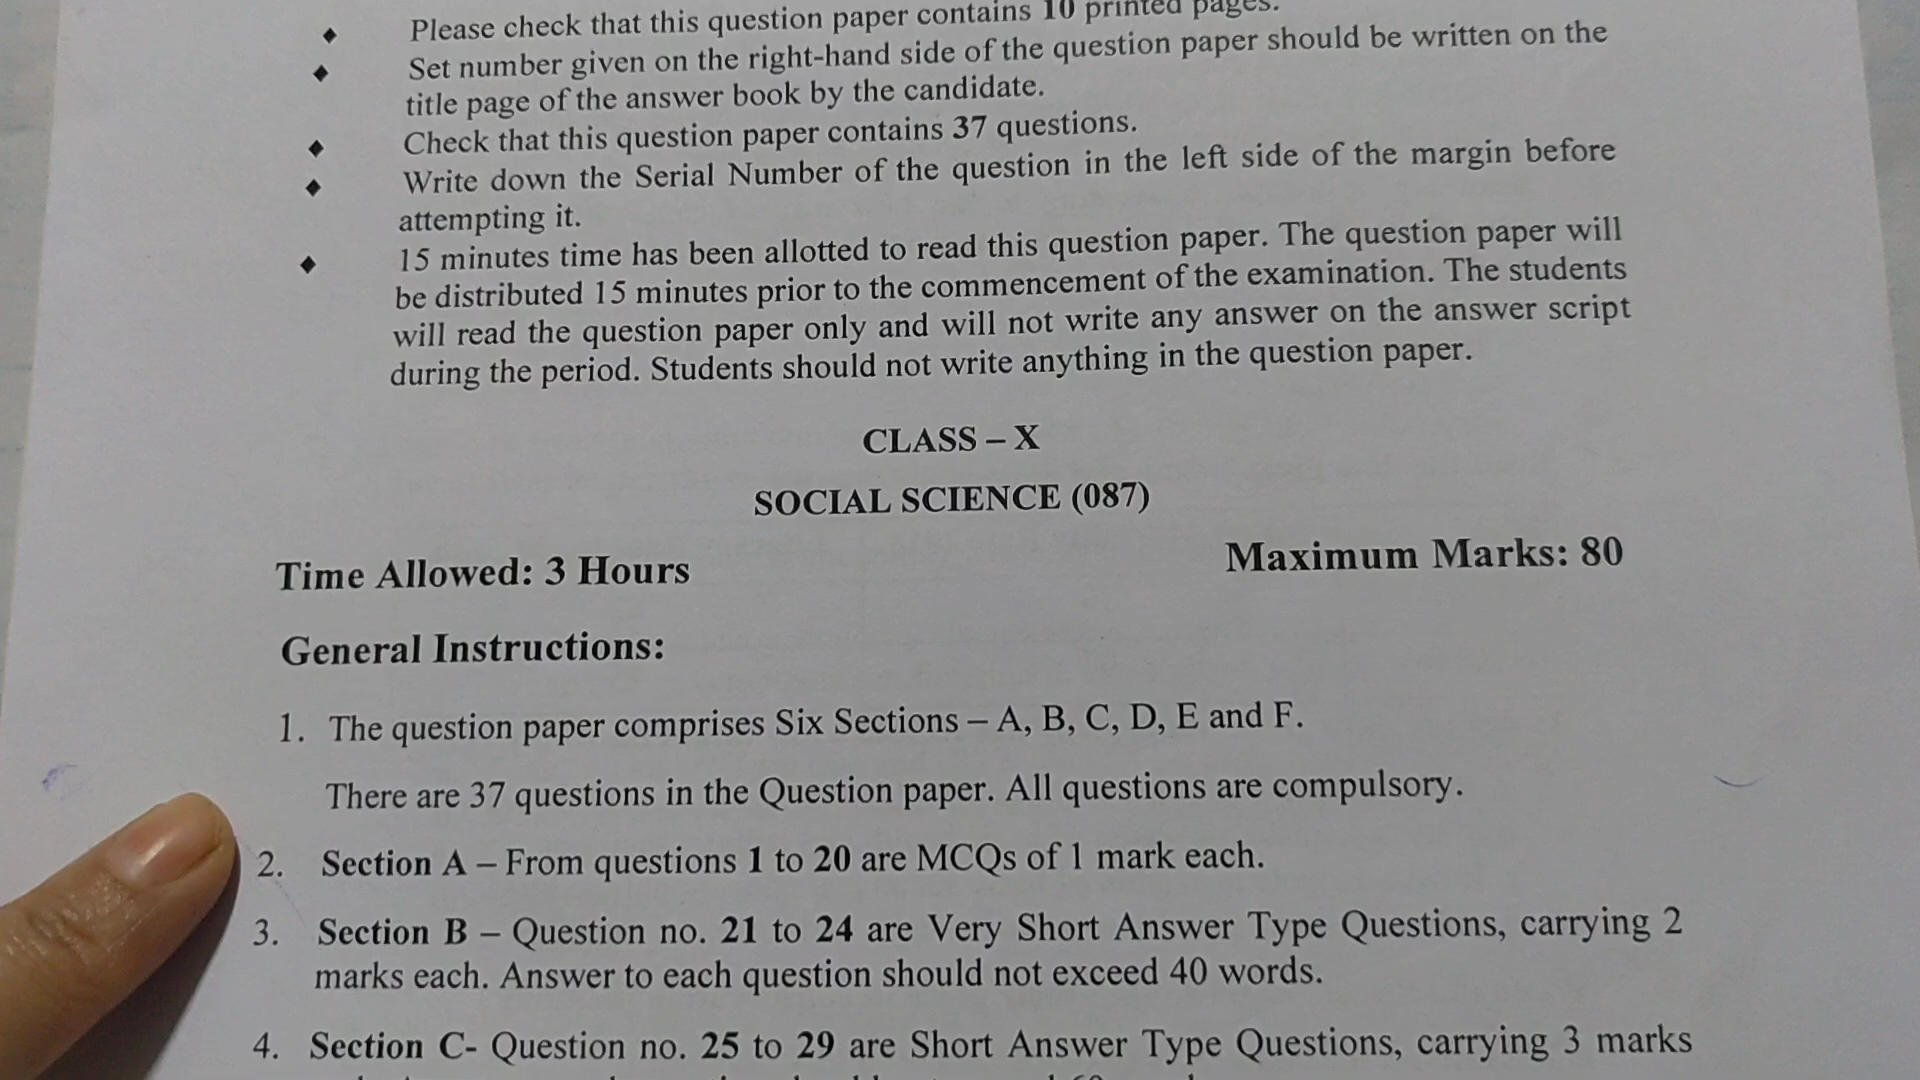 Please check that this question paper contains 10 printed pages.
Set number given on the right-hand side of the question paper should be written on the
title page of the answer book by the candidate.
Check that this question paper contains 37 questions.
Write down the Serial Number of the question in the left side of the margin before
attempting it.
15 minutes time has been allotted to read this question paper. The question paper will
be distributed 15 minutes prior to the commencement of the examination. The students
will read the question paper only and will not write any answer on the answer script
during the period. Students should not write anything in the question paper.
CLASS – X
SOCIAL SCIENCE (087)
Time Allowed: 3 Hours
Maximum Marks: 80
General Instructions:
1. The question paper comprises Six Sections – A, B, C, D, E and F.
There are 37 questions in the Question paper. All questions are compulsory.
2. Section A – From questions 1 to 20 are MCQs of 1 mark each.
3. Section B – Question no. 21 to 24 are Very Short Answer Type Questions, carrying 2
marks each. Answer to each question should not exceed 40 words.
4. Section C- Question no. 25 to 29 are Short Answer Type Questions, carrying 3 marks